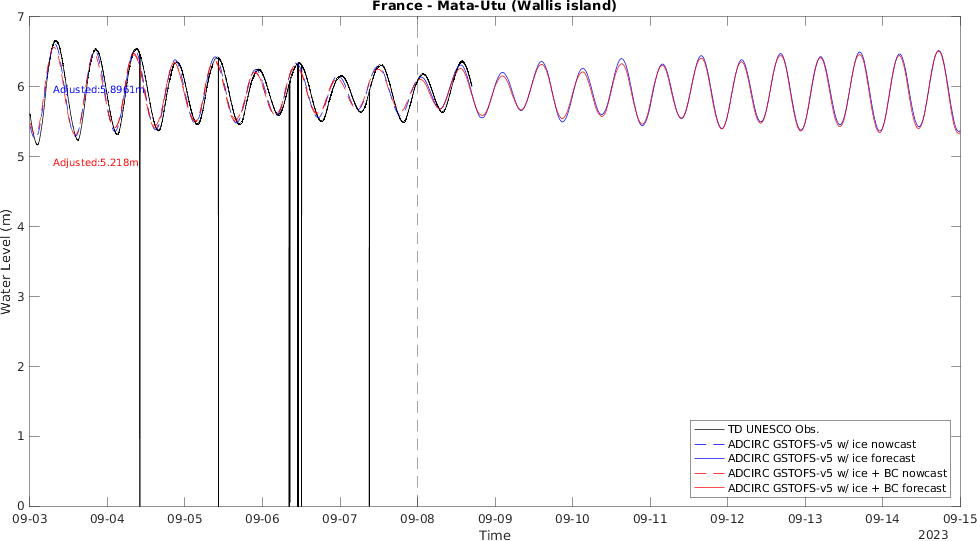 France - Mata-Utu (Wallis island)
7
6
5
4
3
2
1
0
Water Level (m)
Adjusted:5.8961m
Adjusted:5.218m
TD UNESCO Obs.
ADCIRC GSTOFS-v5 w/ ice nowcast
ADCIRC GSTOFS-v5 w/ ice forecast
ADCIRC GSTOFS-v5 w/ ice + BC nowcast
ADCIRC GSTOFS-v5 w/ ice + BC forecast
09-03 09-04 09-05 09-06 09-07 09-08 09-09 09-10 09-11 09-12 09-13 09-14 09-15
Time
2023